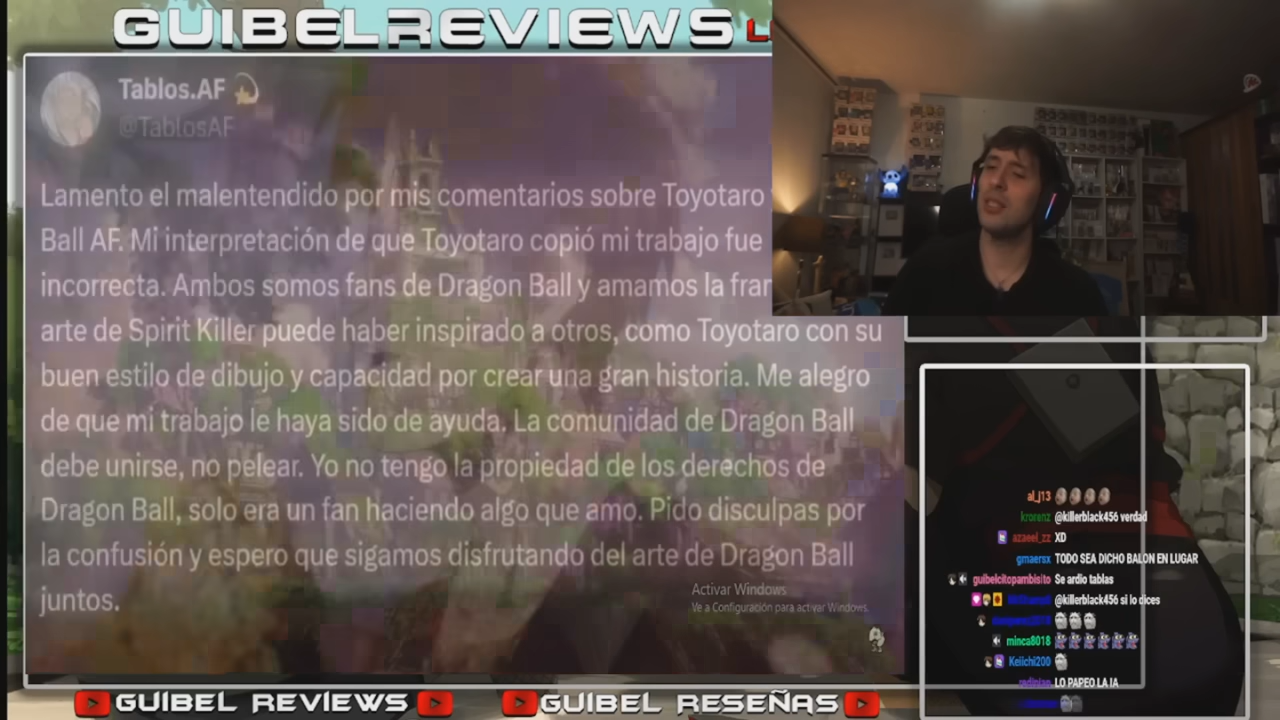 GUIBELREVIEWS
Tablos.AF
@TablosAF
Lamento el malentendido por mis comentarios sobre Toyotaro
Ball AF. Mi interpretación de que Toyotaro copió mi trabajo fue
incorrecta. Ambos somos fans de Dragon Ball y amamos la
arte de Spirit Killer puede haber inspirado a otros, como Toyotaro con su
buen estilo de dibujo y capacidad por crear una gran historia. Me alegro
de que mi trabajo le haya sido de ayuda. La comunidad de Dragon Ball
debe unirse, no pelear. Yo no tengo la propiedad de los derechos de
Dragon Ball, solo era un fan haciendo algo que amo. Pido disculpas por
la confusión y espero que sigamos disfrutando del arte de Dragon Ball
juntos.
Activar Windows
Ve a Configuración para activar Windows.
al_j13
krorenz @killerblack456 verdad
azaeel_zz XD
gmaersx TODO SEA DICHO BALON EN LUGAR
guibelcitopambisito Se ardio tablas
@killerblack456 si lo dices
minca8018
Keiichi200
LO PAPEO LA IA
GUIBEL REVIEWS
GUIBEL RESEÑAS